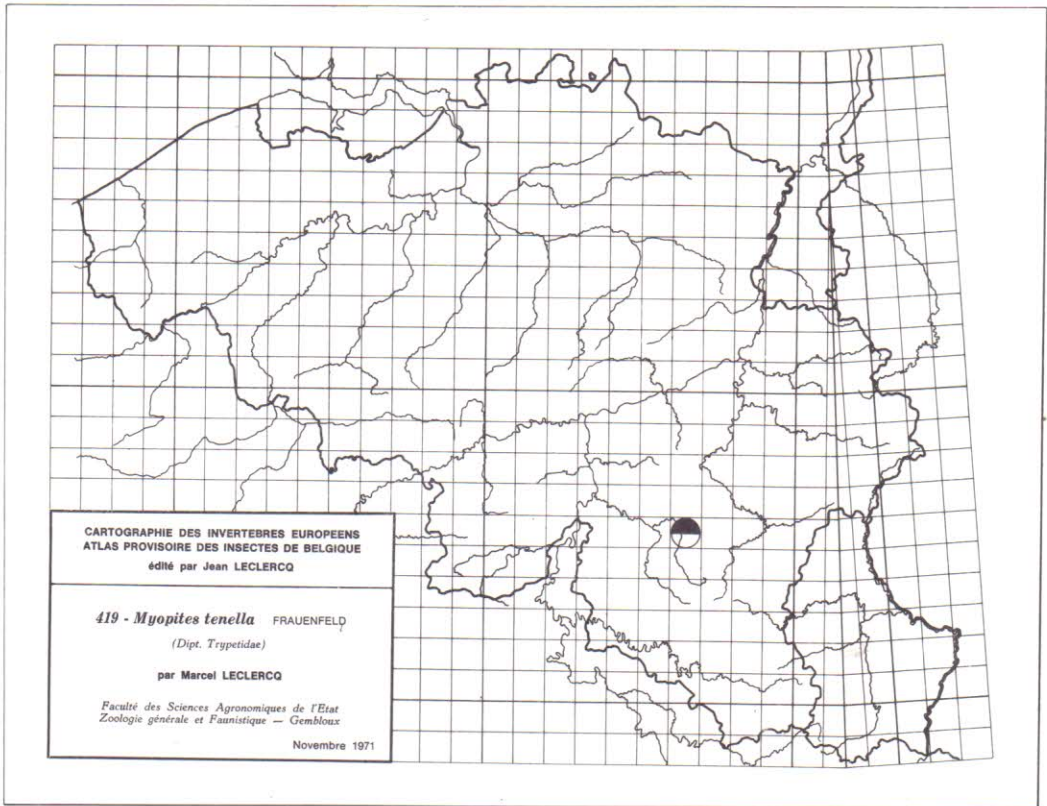 CARTOGRAPHIE DES INVERTEBRES EUROPEENS
ATLAS PROVISOIRE DES INSECTES DE BELGIQUE
édité par Jean LECLERCQ
419 - Myopites tenella FRAUENFELD
(Dipt. Trypetidae)
par Marcel LECLERCQ
Faculté des Sciences Agronomiques de l'Etat
Zoologie générale et Faunistique — Gembloux
Novembre 1971